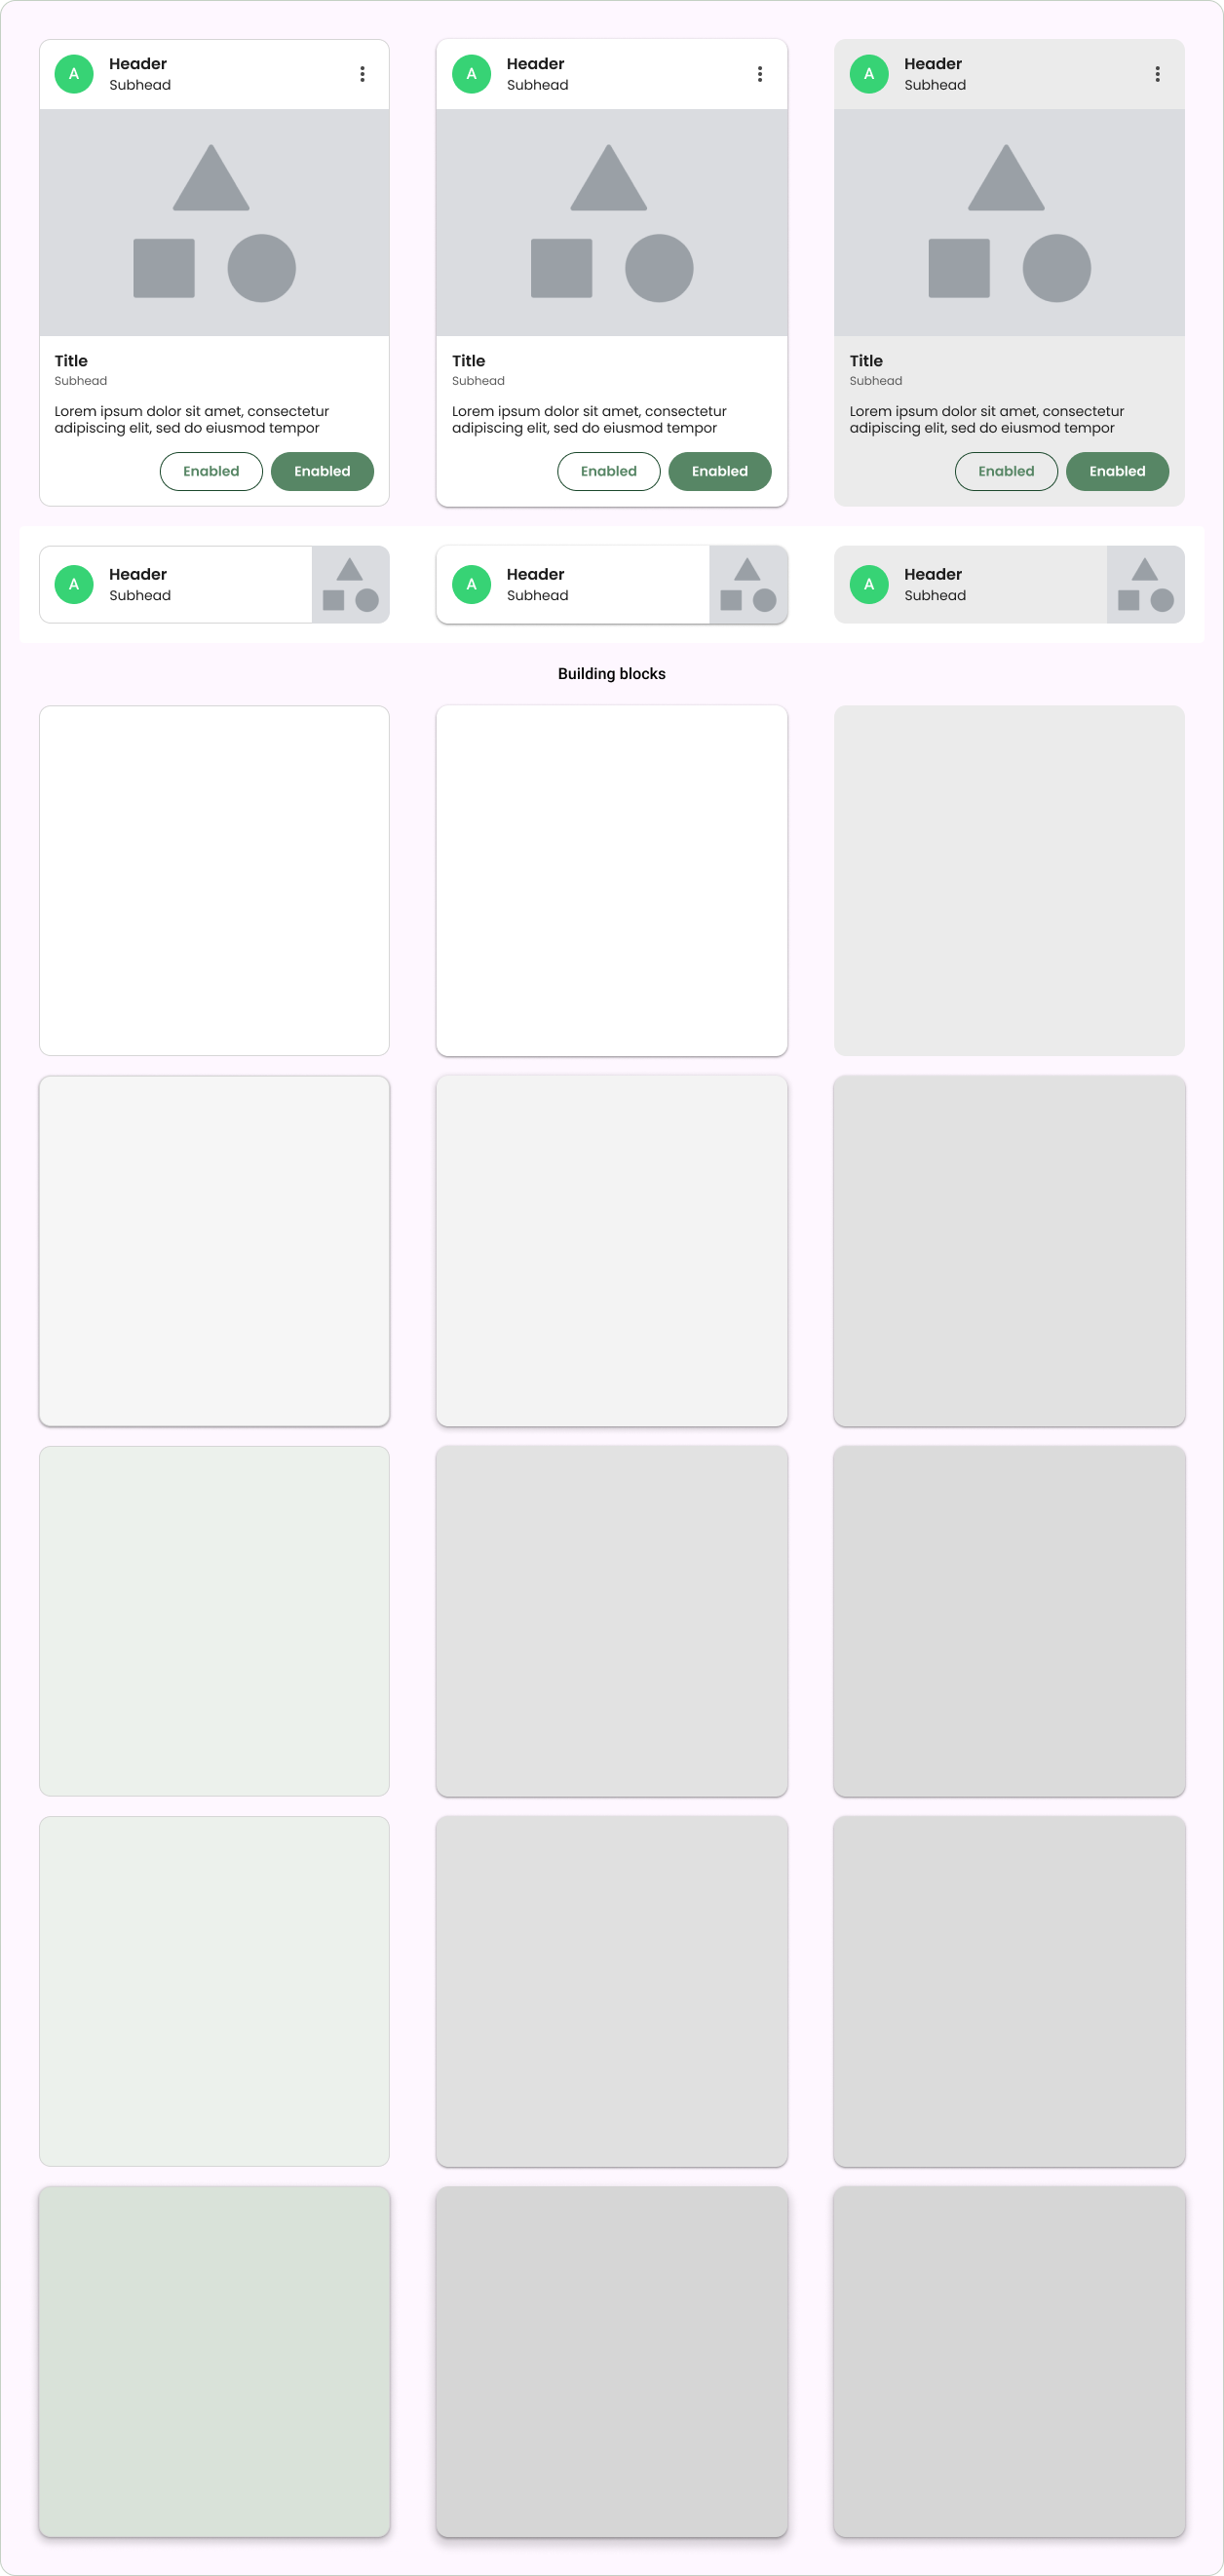 A
Header
Subhead
Title
Subhead
Lorem ipsum dolor sit amet, consectetur
adipiscing elit, sed do eiusmod tempor
Enabled
Enabled
A
Header
Subhead
Title
Subhead
Lorem ipsum dolor sit amet, consectetur
adipiscing elit, sed do eiusmod tempor
Enabled
Enabled
A
Header
Subhead
Title
Subhead
Lorem ipsum dolor sit amet, consectetur
adipiscing elit, sed do eiusmod tempor
Enabled
Enabled
A
Header
Subhead
A
Header
Subhead
A
Header
Subhead
Building blocks